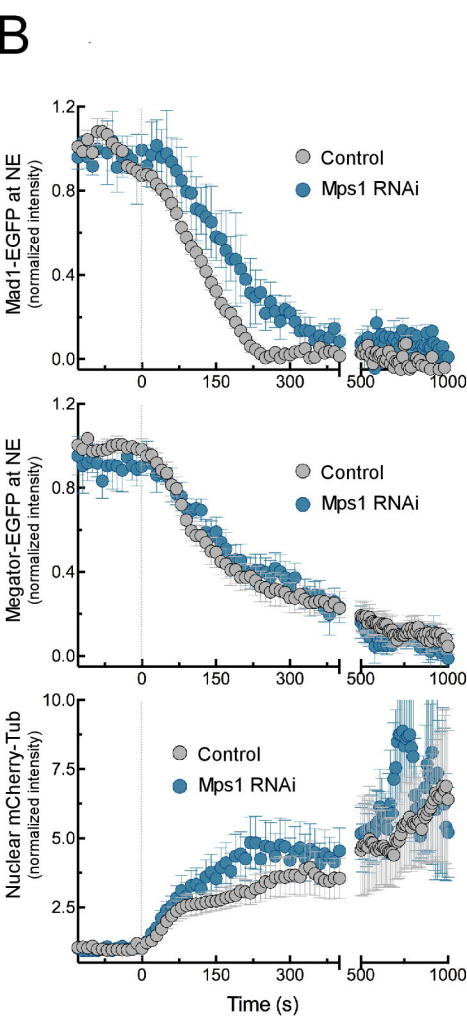 B
1.2
0.8
0.4
0.0
Mad1-EGFP at NE
(normalized intensity)
Control
Mps1 RNAi
0
150
300
500
1000
1.2
0.8
0.4
0.0
Megator-EGFP at NE
(normalized intensity)
Control
Mps1 RNAi
0
150
300
500
1000
10.0
7.5
5.0
2.5
Nuclear mCherry-Tub
(normalized intensity)
Control
Mps1 RNAi
0
150
300
500
1000
Time (s)